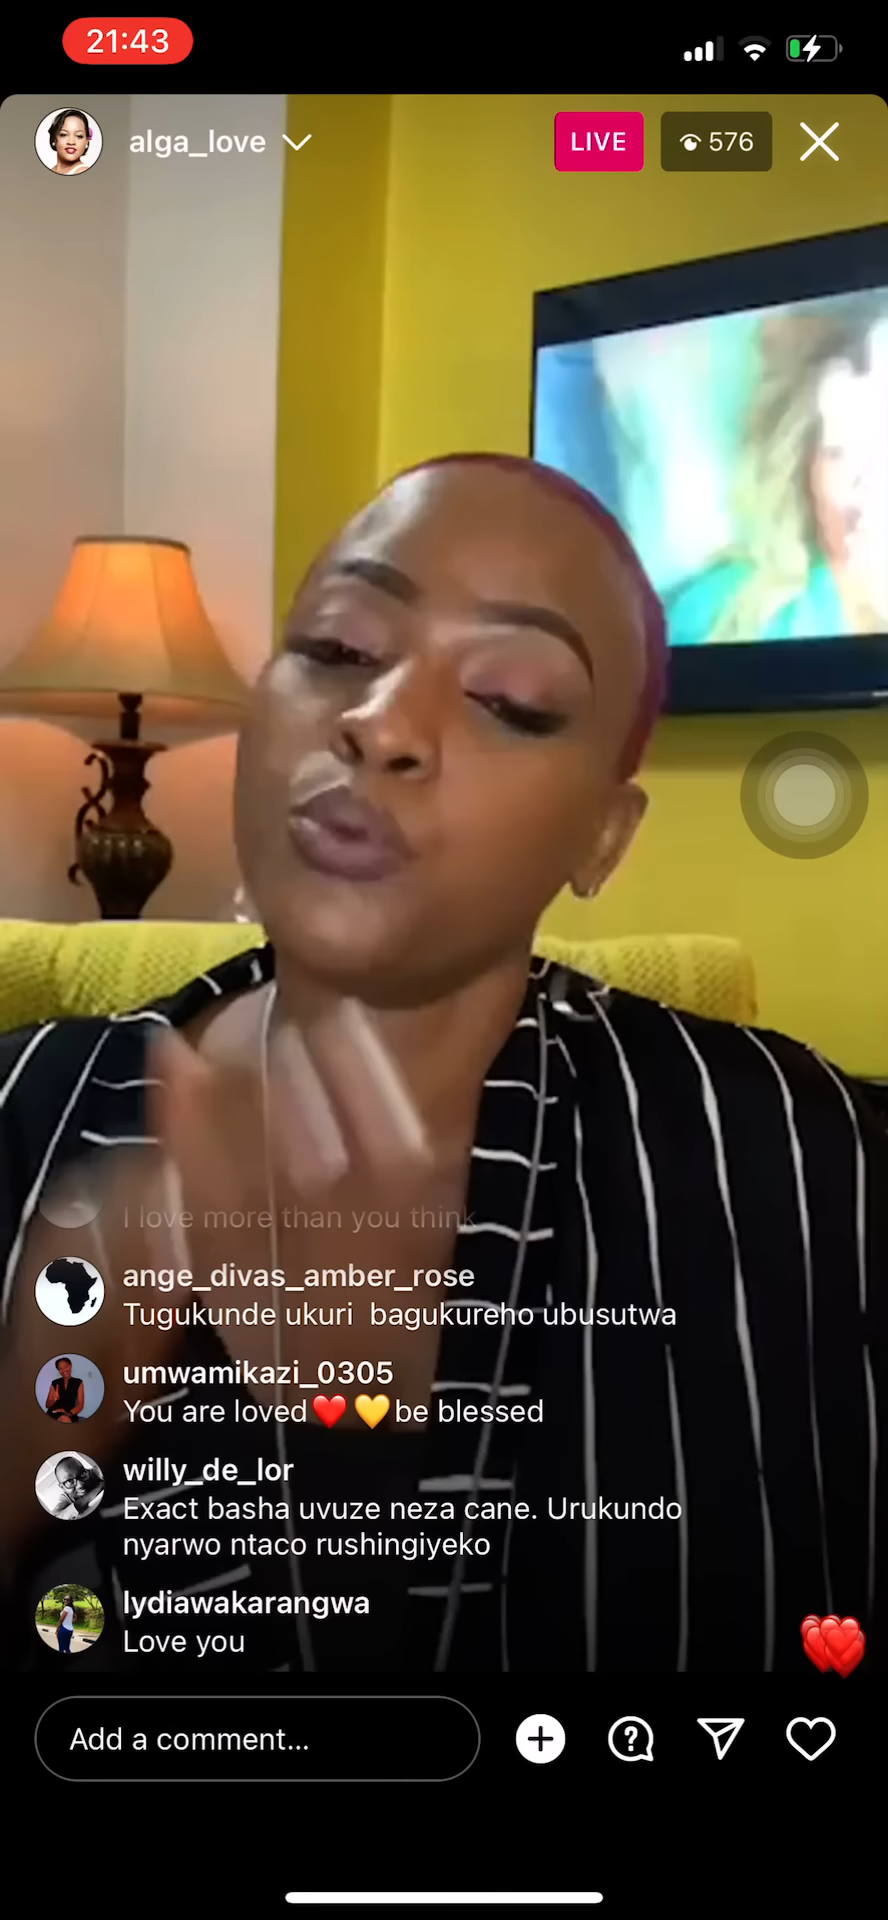 21:43
alga_love
LIVE
576
I love more than you think
ange_divas_amber_rose
Tugukunde ukuri bagukureho ubusutwa
umwamikazi_0305
You are loved❤️💛be blessed
willy_de_lor
Exact basha uvuze neza cane. Urukundo
nyarwo ntaco rushingiyeko
lydiawakarangwa
Love you
Add a comment...